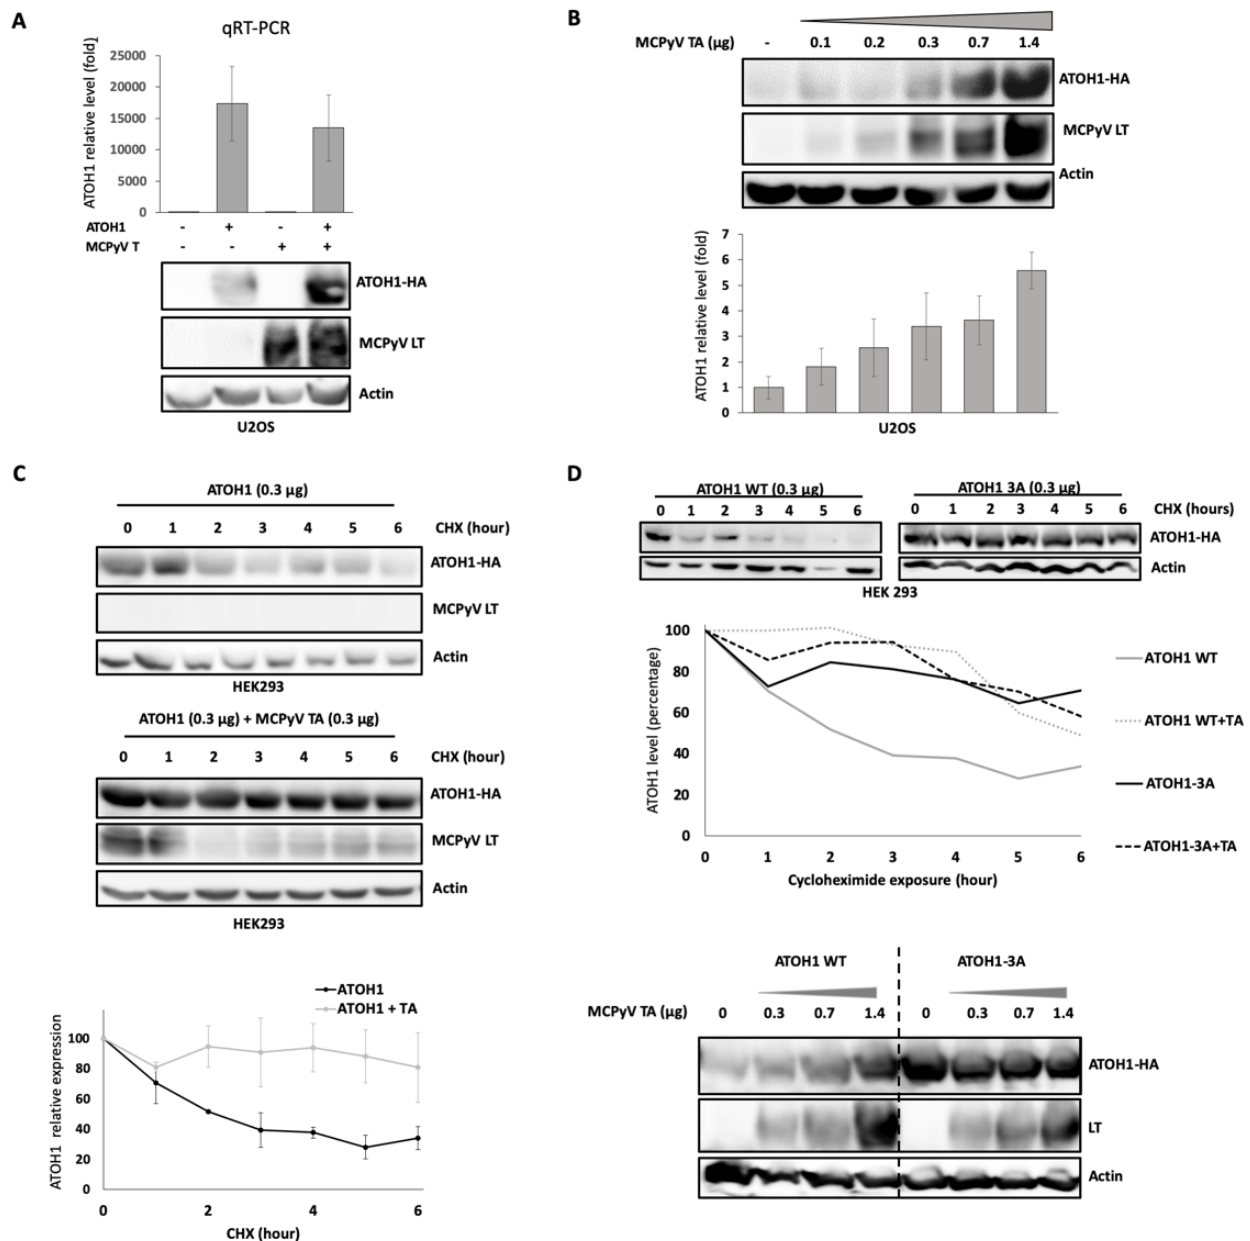 A
qRT-PCR
ATOH1 relative level (fold)
25000
20000
15000
10000
5000
0
ATOH1 - + - +
MCPyV T - - + +
ATOH1-HA
MCPyV LT
Actin
U2OS
B
MCPyV TA (µg) - 0.1 0.2 0.3 0.7 1.4
ATOH1-HA
MCPyV LT
Actin
ATOH1 relative level (fold)
7
6
5
4
3
2
1
0
U2OS
C
ATOH1 (0.3 µg)
0 1 2 3 4 5 6 CHX (hour)
ATOH1-HA
MCPyV LT
Actin
HEK293
ATOH1 (0.3 µg) + MCPyV TA (0.3 µg)
0 1 2 3 4 5 6 CHX (hour)
ATOH1-HA
MCPyV LT
Actin
HEK293
ATOH1
ATOH1 + TA
ATOH1 relative expression
100
80
60
40
20
0
0 2 4 6
CHX (hour)
D
ATOH1 WT (0.3 µg) ATOH1 3A (0.3 µg)
0 1 2 3 4 5 6 0 1 2 3 4 5 6 CHX (hours)
ATOH1-HA
Actin
HEK 293
ATOH1 level (percentage)
100
80
60
40
20
0
0 1 2 3 4 5 6
Cycloheximide exposure (hour)
ATOH1 WT
ATOH1 WT+TA
ATOH1-3A
ATOH1-3A+TA
ATOH1 WT ATOH1-3A
MCPyV TA (µg) 0 0.3 0.7 1.4 0 0.3 0.7 1.4
ATOH1-HA
LT
Actin